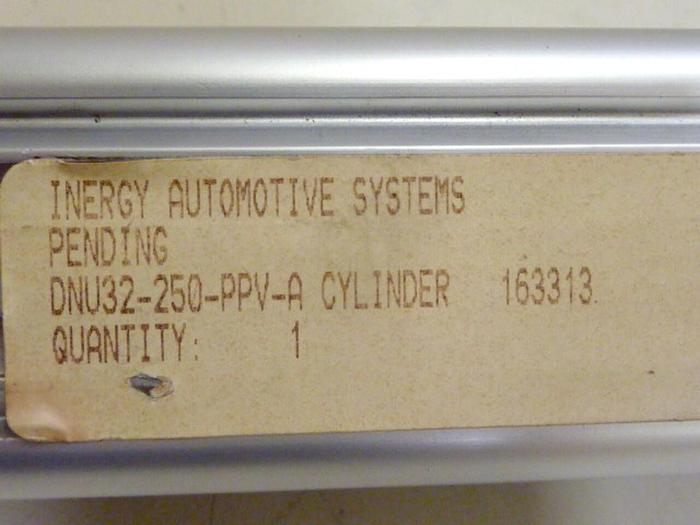 INERGY AUTOMOTIVE SYSTEMS
PENDING
DNU32-250-PPV-A CYLINDER 163313
QUANTITY: 1